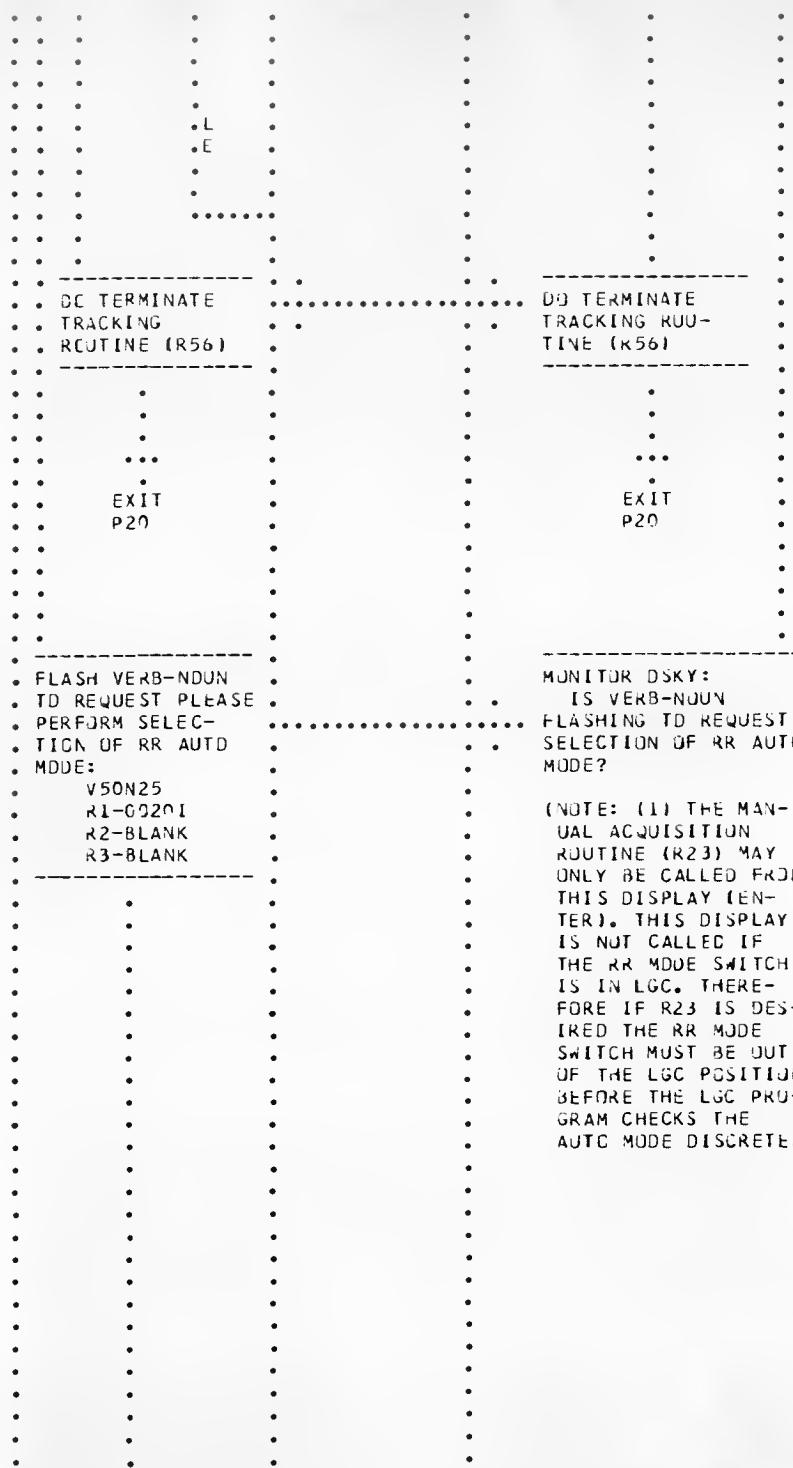 L
E
DO TERMINATE
TRACKING
ROUTINE (R56)
EXIT
P20
FLASH VERB-NOUN
TO REQUEST PLEASE
PERFORM SELEC-
TION OF RR AUTO
MODE:
V50N25
R1-00201
R2-BLANK
R3-BLANK
DO TERMINATE
TRACKING ROU-
TINE (R56)
EXIT
P20
MONITOR DSKY:
IS VERB-NOUN
FLASHING TO REQUEST
SELECTION OF RR AUT
MODE?
(NOTE: (1) THE MAN-
UAL ACQUISITION
ROUTINE (R23) MAY
ONLY BE CALLED FRO
THIS DISPLAY (EN-
TER). THIS DISPLAY
IS NOT CALLED IF
THE RR MODE SWITCH
IS IN LGC. THERE-
FORE IF R23 IS DES-
IRED THE RR MODE
SWITCH MUST BE OUT
OF THE LGC POSITIO
BEFORE THE LGC PRO-
GRAM CHECKS THE
AUTO MODE DISCRETE